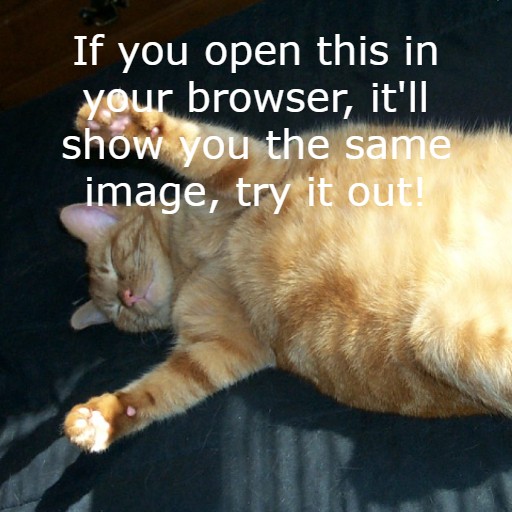 If you open this in
your browser, it'll
show you the same
image, try it out!